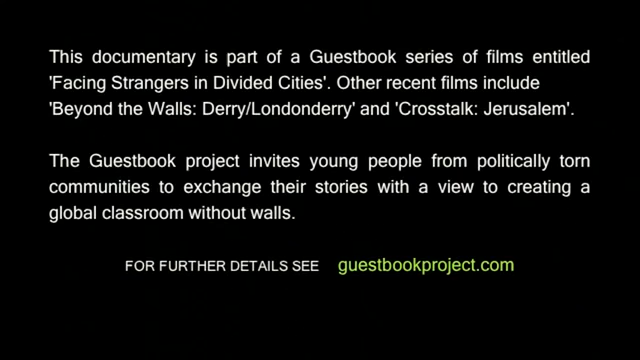 This documentary is part of a Guestbook series of films entitled
'Facing Strangers in Divided Cities'. Other recent films include
'Beyond the Walls: Derry/Londonderry' and 'Crosstalk: Jerusalem'.
The Guestbook project invites young people from politically torn
communities to exchange their stories with a view to creating a
global classroom without walls.
FOR FURTHER DETAILS SEE guestbookproject.com